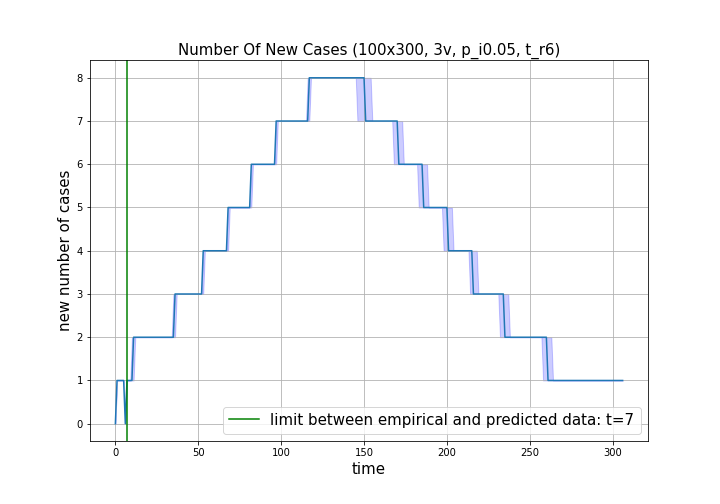 Number Of New Cases (100x300, 3v, p_i0.05, t_r6)
new number of cases
8
7
6
5
4
3
2
1
0
limit between empirical and predicted data: t=7
0 50 100 150 200 250 300
time